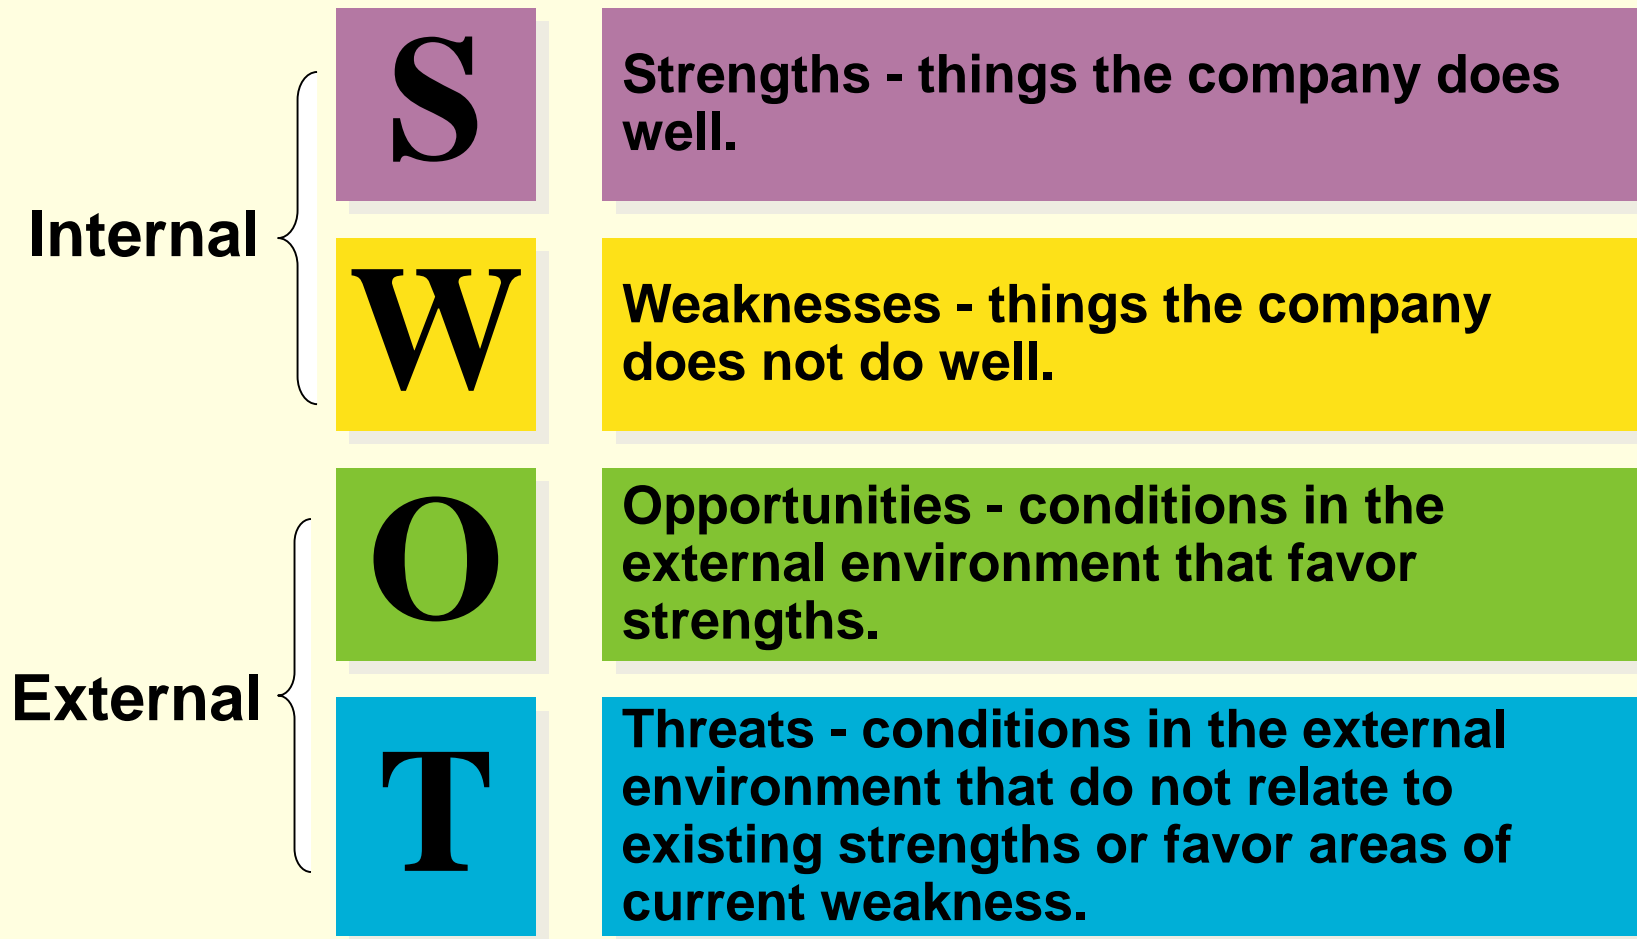 S
Strengths - things the company does
well.
Internal
W
Weaknesses - things the company
does not do well.
O
Opportunities - conditions in the
external environment that favor
strengths.
External
T
Threats - conditions in the external
environment that do not relate to
existing strengths or favor areas of
current weakness.